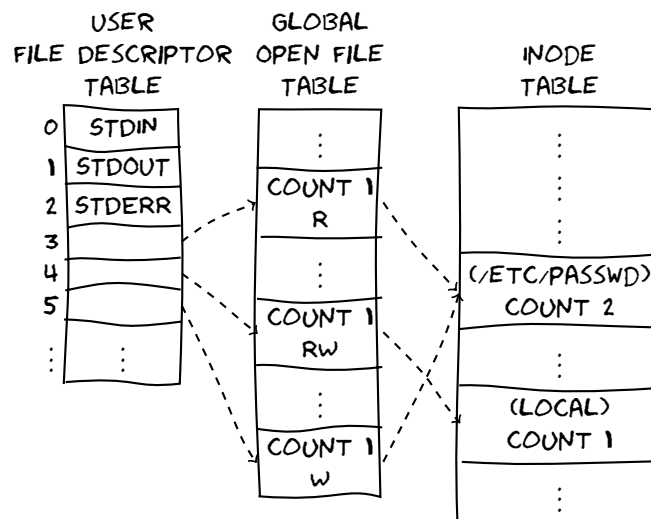 USER
FILE DESCRIPTOR
TABLE
0 STDIN
1 STDOUT
2 STDERR
3
4
5
⋮ ⋮
GLOBAL
OPEN FILE
TABLE
⋮
COUNT 1
R
⋮
COUNT 1
RW
⋮
COUNT 1
W
INODE
TABLE
⋮
⋮
(/ETC/PASSWD)
COUNT 2
⋮
(LOCAL)
COUNT 1
⋮